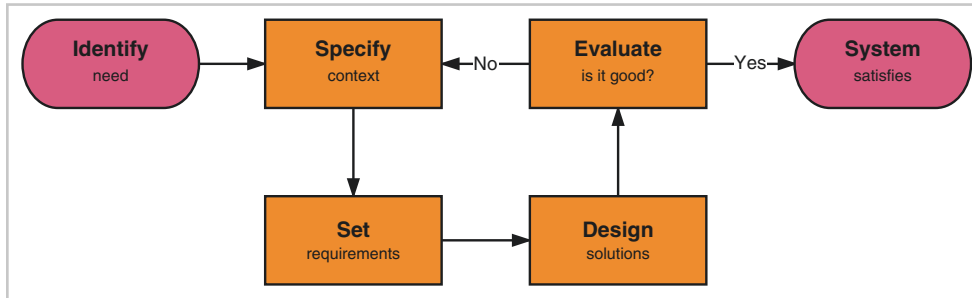 Identify
need
Specify
context
No
Evaluate
is it good?
Yes
System
satisfies
Set
requirements
Design
solutions